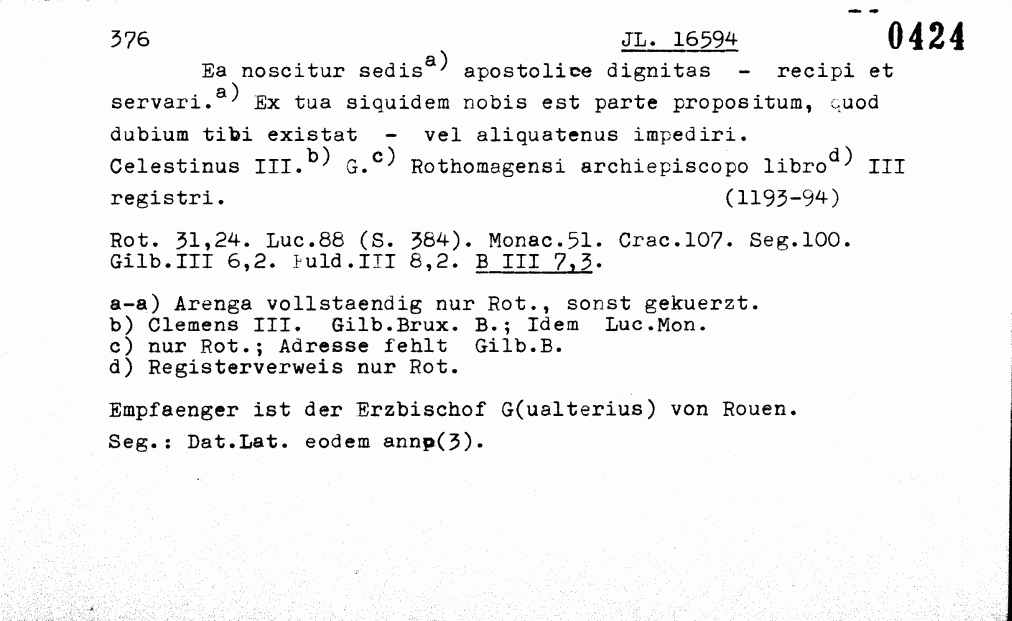 376 JL. 16594 0424
Ea noscitur sedis a) apostolice dignitas - recipi et
servari. a) Ex tua siquidem nobis est parte propositum, quod
dubium tibi existat - vel aliquatenus impediri.
Celestinus III. b) G. c) Rothomagensi archiepiscopo libro d) III
registri. (1193-94)
Rot. 31,24. Luc.88 (S. 384). Monac.51. Crac.107. Seg.100.
Gilb.III 6,2. Fuld.III 8,2. B III 7,3.
a-a) Arenga vollstaendig nur Rot., sonst gekuerzt.
b) Clemens III. Gilb.Brux. B.; Idem Luc.Mon.
c) nur Rot.; Adresse fehlt Gilb.B.
d) Registerverweis nur Rot.
Empfaenger ist der Erzbischof G(ualterius) von Rouen.
Seg.: Dat.Lat. eodem annp(3).